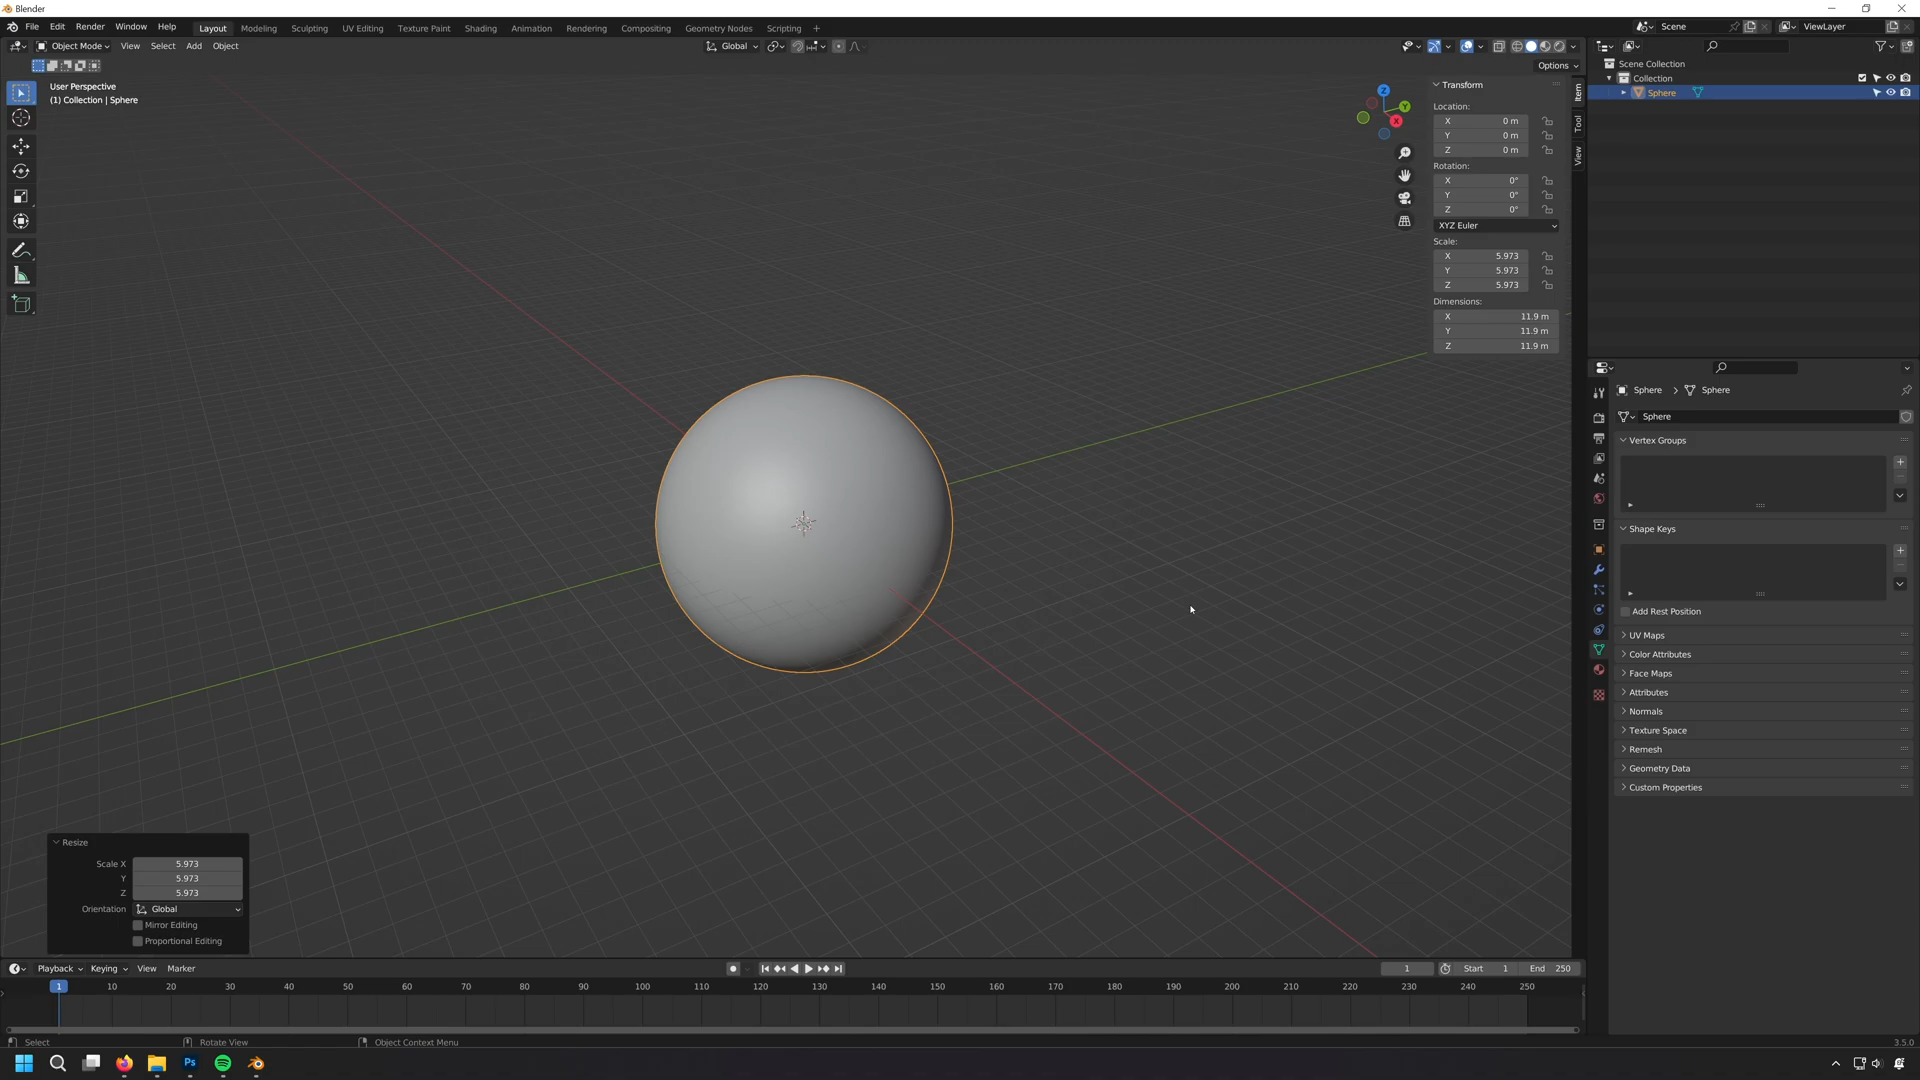 Blender
File Edit Render Window Help
Layout Modeling Sculpting UV Editing Texture Paint Shading Animation Rendering Compositing Geometry Nodes Scripting +
Scene
ViewLayer
Object Mode View Select Add Object
Global
Options
User Perspective
(1) Collection | Sphere
Z
Y
X
Transform
Location:
X 0 m
Y 0 m
Z 0 m
Rotation:
X 0°
Y 0°
Z 0°
XYZ Euler
Scale:
X 5.973
Y 5.973
Z 5.973
Dimensions:
X 11.9 m
Y 11.9 m
Z 11.9 m
Item
Tool
View
Scene Collection
Collection
Sphere
Sphere > Sphere
Sphere
Vertex Groups
Shape Keys
Add Rest Position
UV Maps
Color Attributes
Face Maps
Attributes
Normals
Texture Space
Remesh
Geometry Data
Custom Properties
Resize
Scale X 5.973
Y 5.973
Z 5.973
Orientation Global
Mirror Editing
Proportional Editing
Playback Keying View Marker
1 Start 1 End 250
1 10 20 30 40 50 60 70 80 90 100 110 120 130 140 150 160 170 180 190 200 210 220 230 240 250
Select Rotate View Object Context Menu
3.5.0
Ps